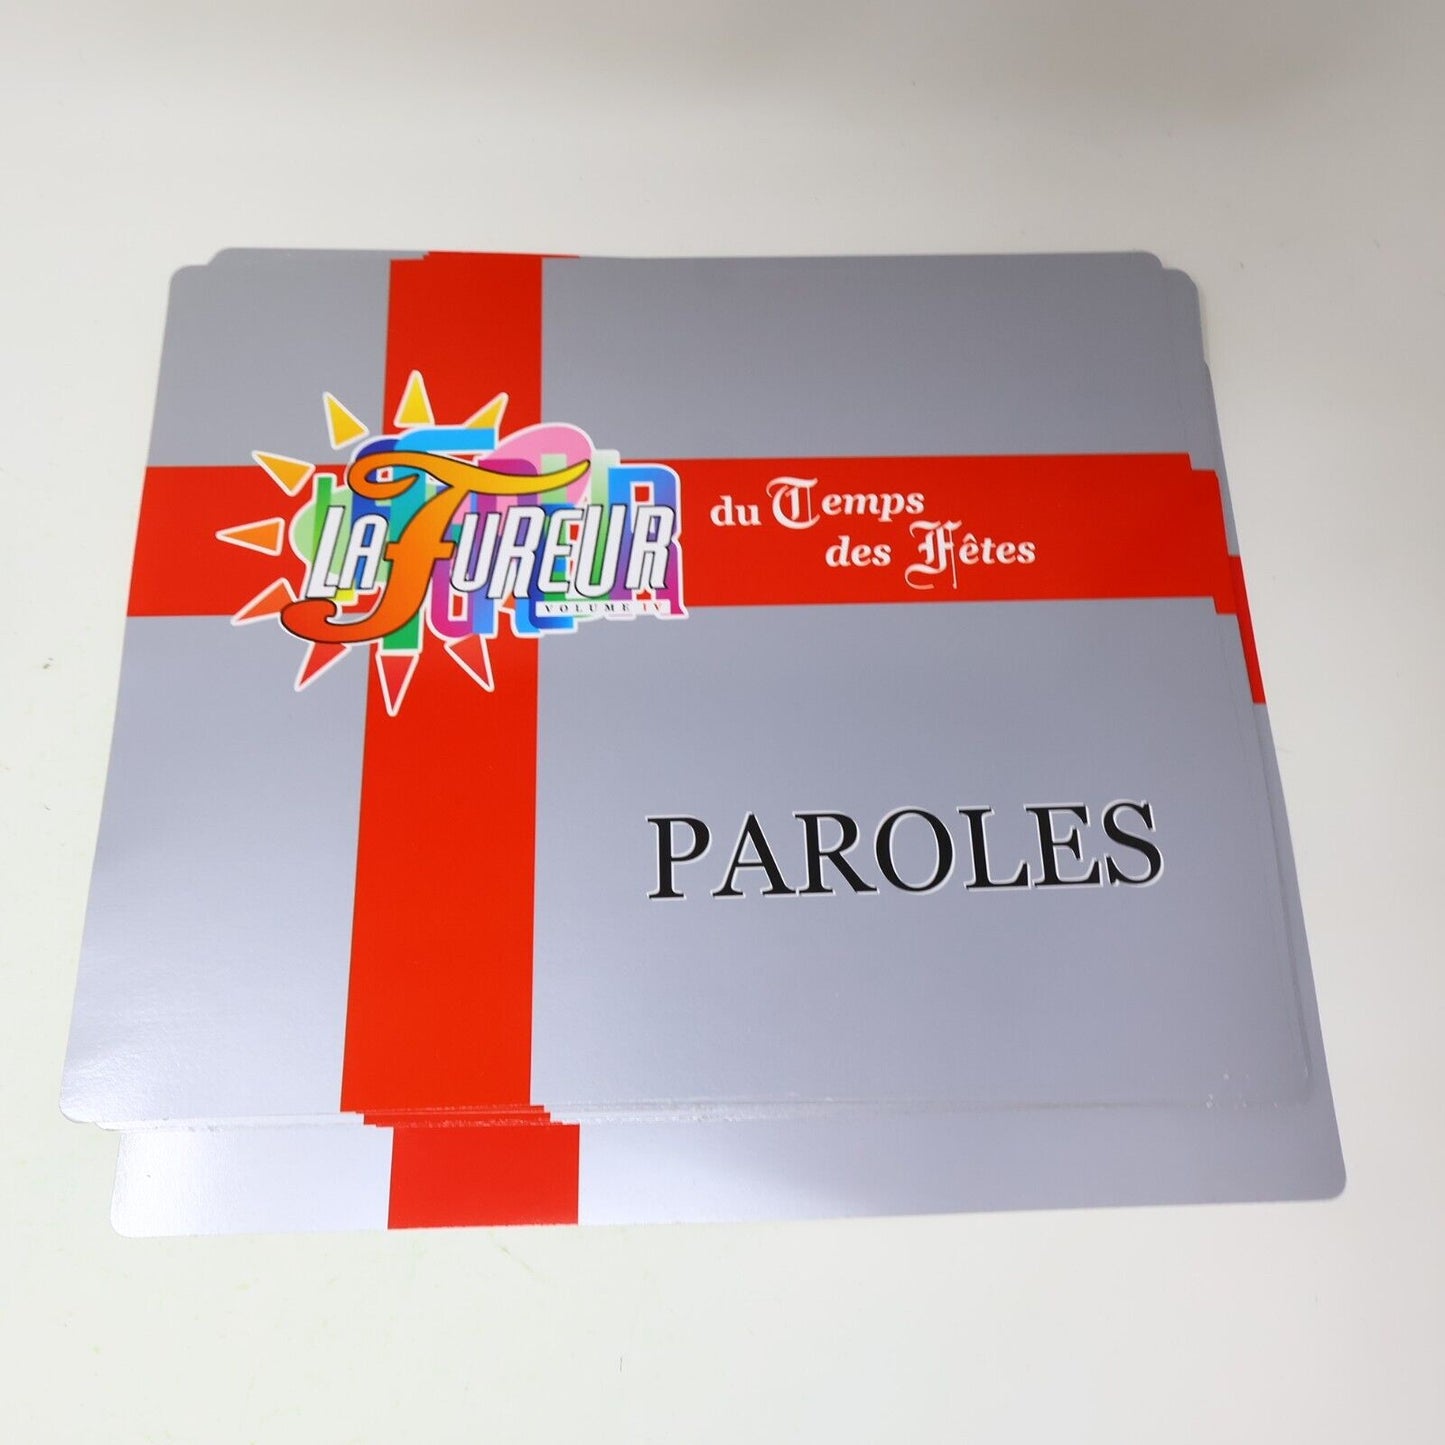 LA FUREUR
VOLUME IV
du Temps
des Fêtes
PAROLES